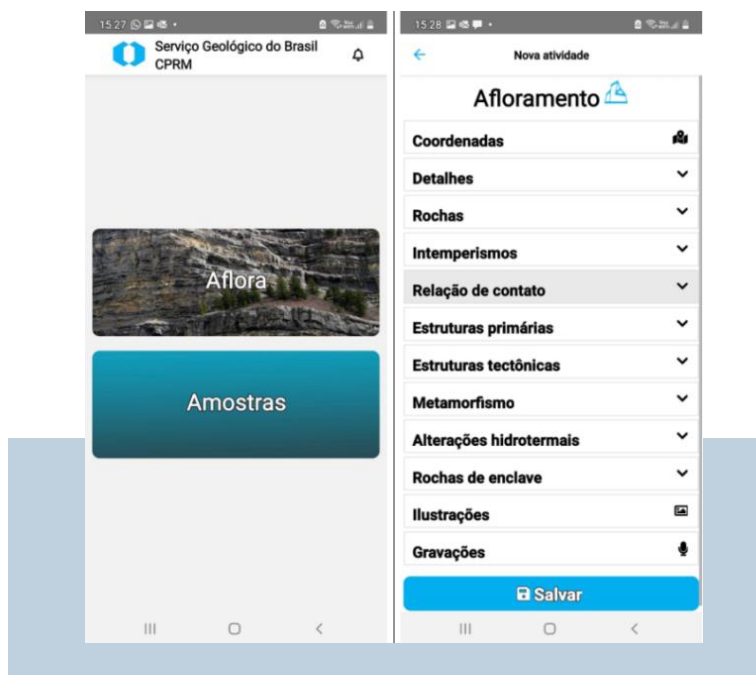 15:27
Serviço Geológico do Brasil
CPRM
Aflora
Amostras
15:28
Nova atividade
Afloramento
Coordenadas
Detalhes
Rochas
Intemperismos
Relação de contato
Estruturas primárias
Estruturas tectônicas
Metamorfismo
Alterações hidrotermais
Rochas de enclave
Ilustrações
Gravações
Salvar